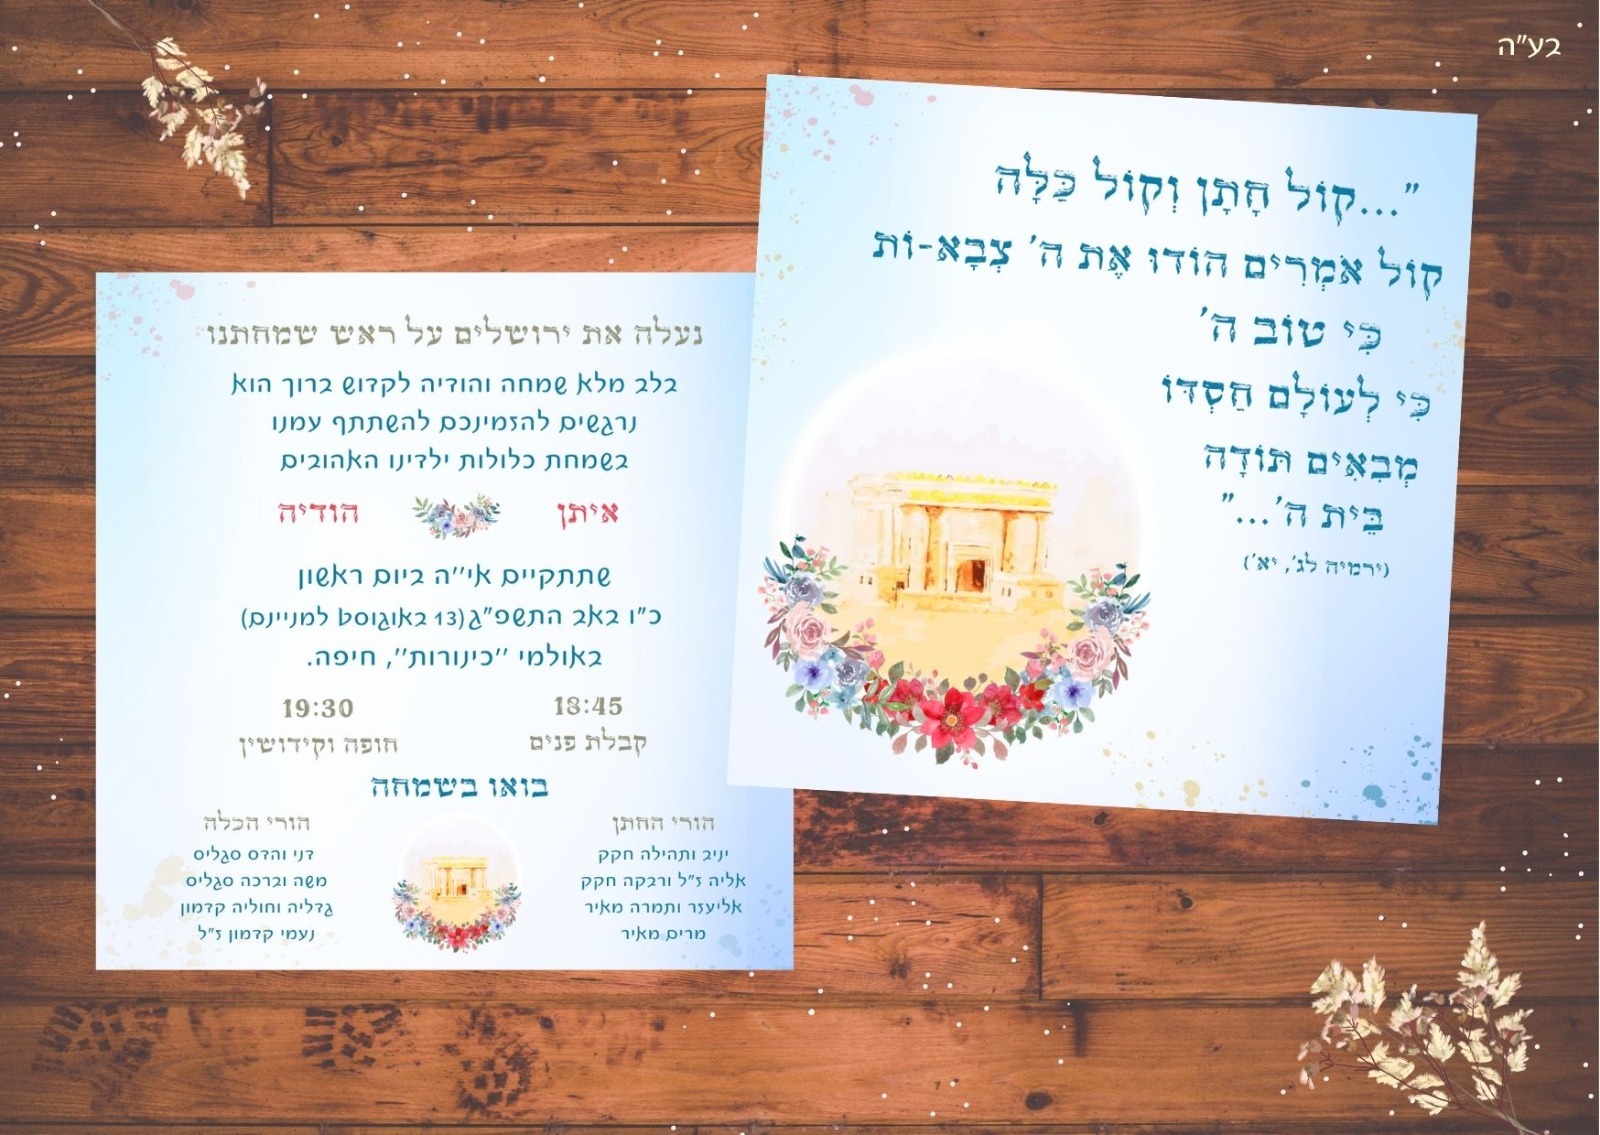 בע"ה
"...קוֹל חָתָן וְקוֹל כַּלָּה
קוֹל אֹמְרִים הוֹדוּ אֶת ה' צְבָא-וֹת
כִּי טוֹב ה'
כִּי לְעוֹלָם חַסְדּוֹ
מְבִאִים תּוֹדָה
בֵּית ה'..."
(ירמיה לג', יא')
נעלה את ירושלים על ראש שמחתנו
בלב מלא שמחה והודיה לקדוש ברוך הוא
נרגשים להזמינכם להשתתף עמנו
בשמחת כלולות ילדינו האהובים
איתן הודיה
שתתקיים אי''ה ביום ראשון
כ"ו באב התשפ"ג (13 באוגוסט למניינם)
באולמי ''כינורות'', חיפה.
18:45 19:30
קבלת פנים חופה וקידושין
בואו בשמחה
הורי החתן
יניב ותהילה חקק
אליה ז"ל ורבקה חקק
אליעזר ותמרה מאיר
מרים מאיר
הורי הכלה
דני והדס סגליס
משה וברכה סגליס
גדליה וחוליה קדמון
נעמי קדמון ז"ל